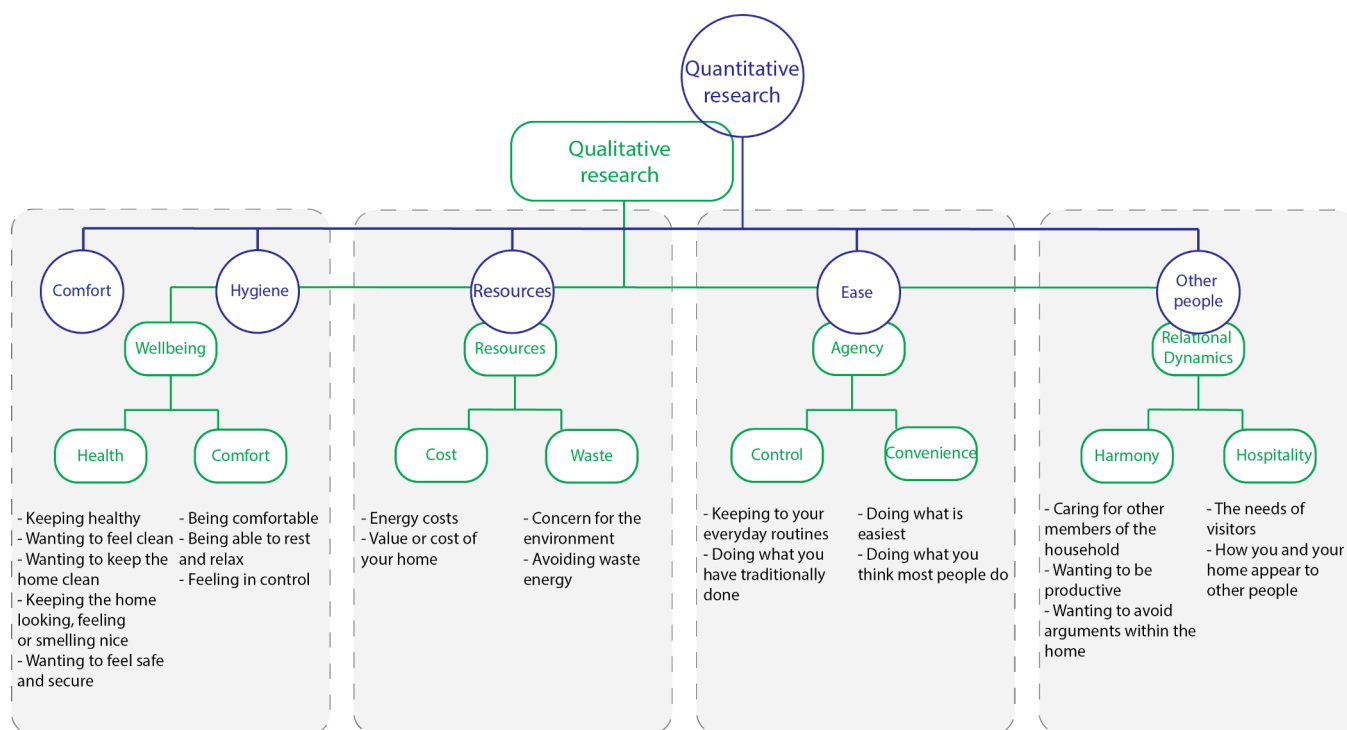 Quantitative
research
Qualitative
research
Comfort
Hygiene
Resources
Ease
Other
people
Wellbeing
Resources
Agency
Relational
Dynamics
Health
Comfort
Cost
Waste
Control
Convenience
Harmony
Hospitality
- Keeping healthy
- Wanting to feel clean
- Wanting to keep the
home clean
- Keeping the home
looking, feeling
or smelling nice
- Wanting to feel safe
and secure
- Being comfortable
- Being able to rest
and relax
- Feeling in control
- Energy costs
- Value or cost of
your home
- Concern for the
environment
- Avoiding waste
energy
- Keeping to your
everyday routines
- Doing what you
have traditionally
done
- Doing what is
easiest
- Doing what you
think most people do
- Caring for other
members of the
household
- Wanting to be
productive
- Wanting to avoid
arguments within the
home
- The needs of
visitors
- How you and your
home appear to
other people